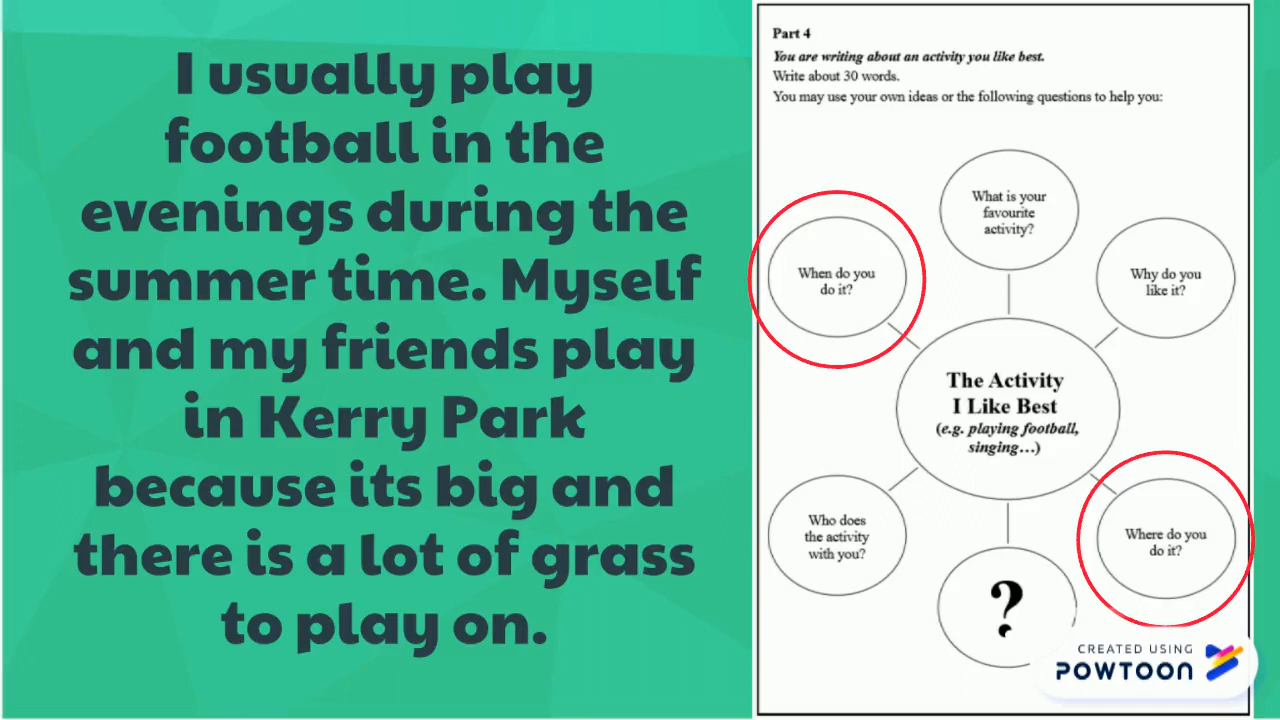 I usually play
football in the
evenings during the
summer time. Myself
and my friends play
in Kerry Park
because its big and
there is a lot of grass
to play on.
Part 4
You are writing about an activity you like best.
Write about 30 words.
You may use your own ideas or the following questions to help you:
What is your
favourite
activity?
When do you
do it?
Why do you
like it?
The Activity
I Like Best
(e.g. playing football,
singing…)
Who does
the activity
with you?
Where do you
do it?
?
CREATED USING
POWTOON